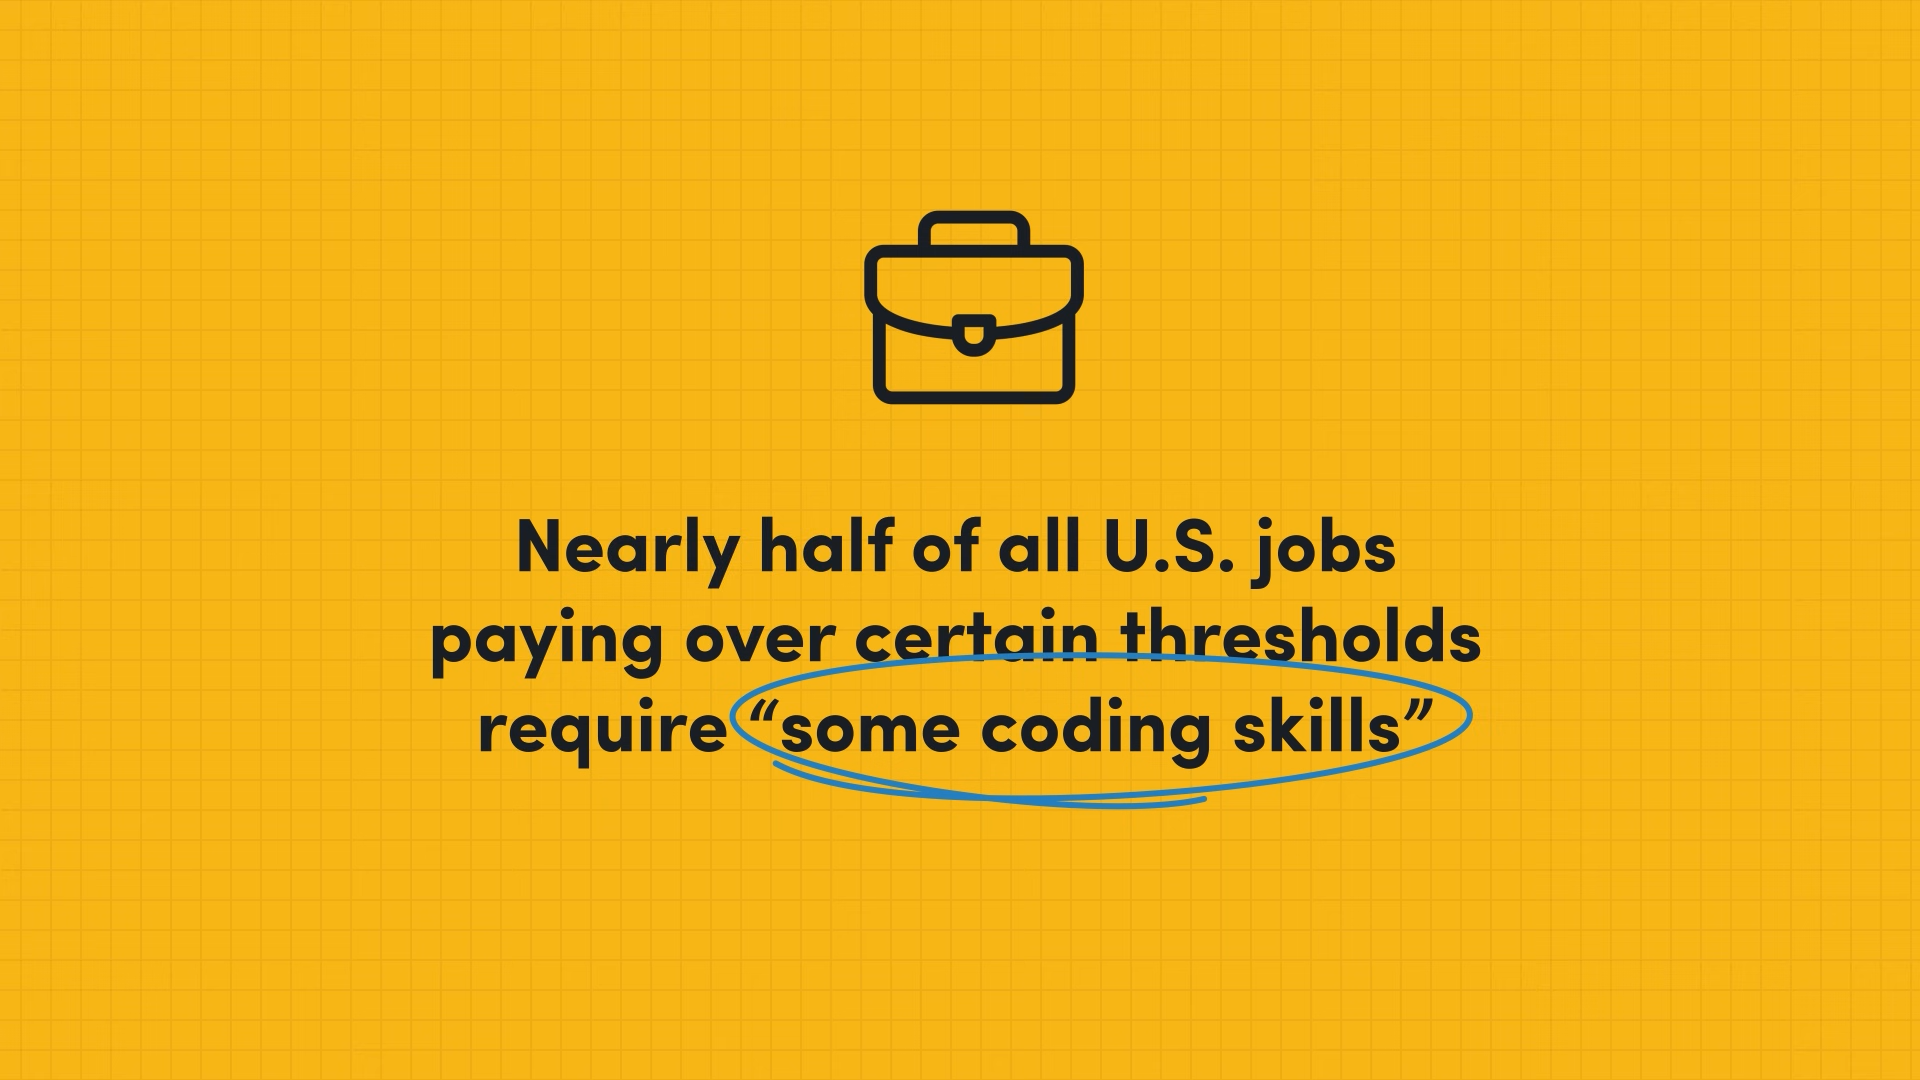 Nearly half of all U.S. jobs
paying over certain thresholds
require “some coding skills”